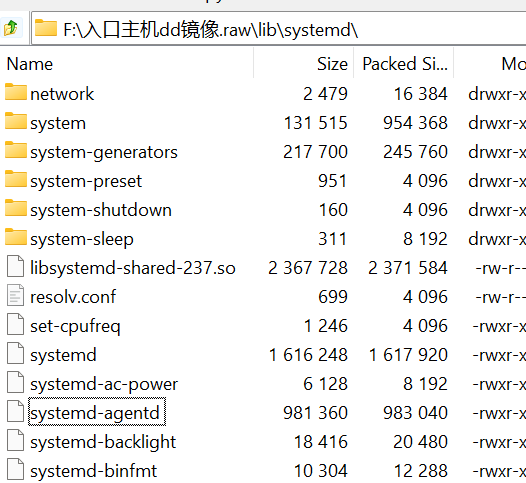 F:\入口主机dd镜像.raw\lib\systemd\
Name Size Packed Si... Mo
network 2 479 16 384 drwxr-x
system 131 515 954 368 drwxr-x
system-generators 217 700 245 760 drwxr-x
system-preset 951 4 096 drwxr-x
system-shutdown 160 4 096 drwxr-x
system-sleep 311 8 192 drwxr-x
libsystemd-shared-237.so 2 367 728 2 371 584 -rw-r--
resolv.conf 699 4 096 -rw-r--
set-cpufreq 1 246 4 096 -rwxr-x
systemd 1 616 248 1 617 920 -rwxr-x
systemd-ac-power 6 128 8 192 -rwxr-x
systemd-agentd 981 360 983 040 -rwxr-x
systemd-backlight 18 416 20 480 -rwxr-x
systemd-binfmt 10 304 12 288 -rwxr-x